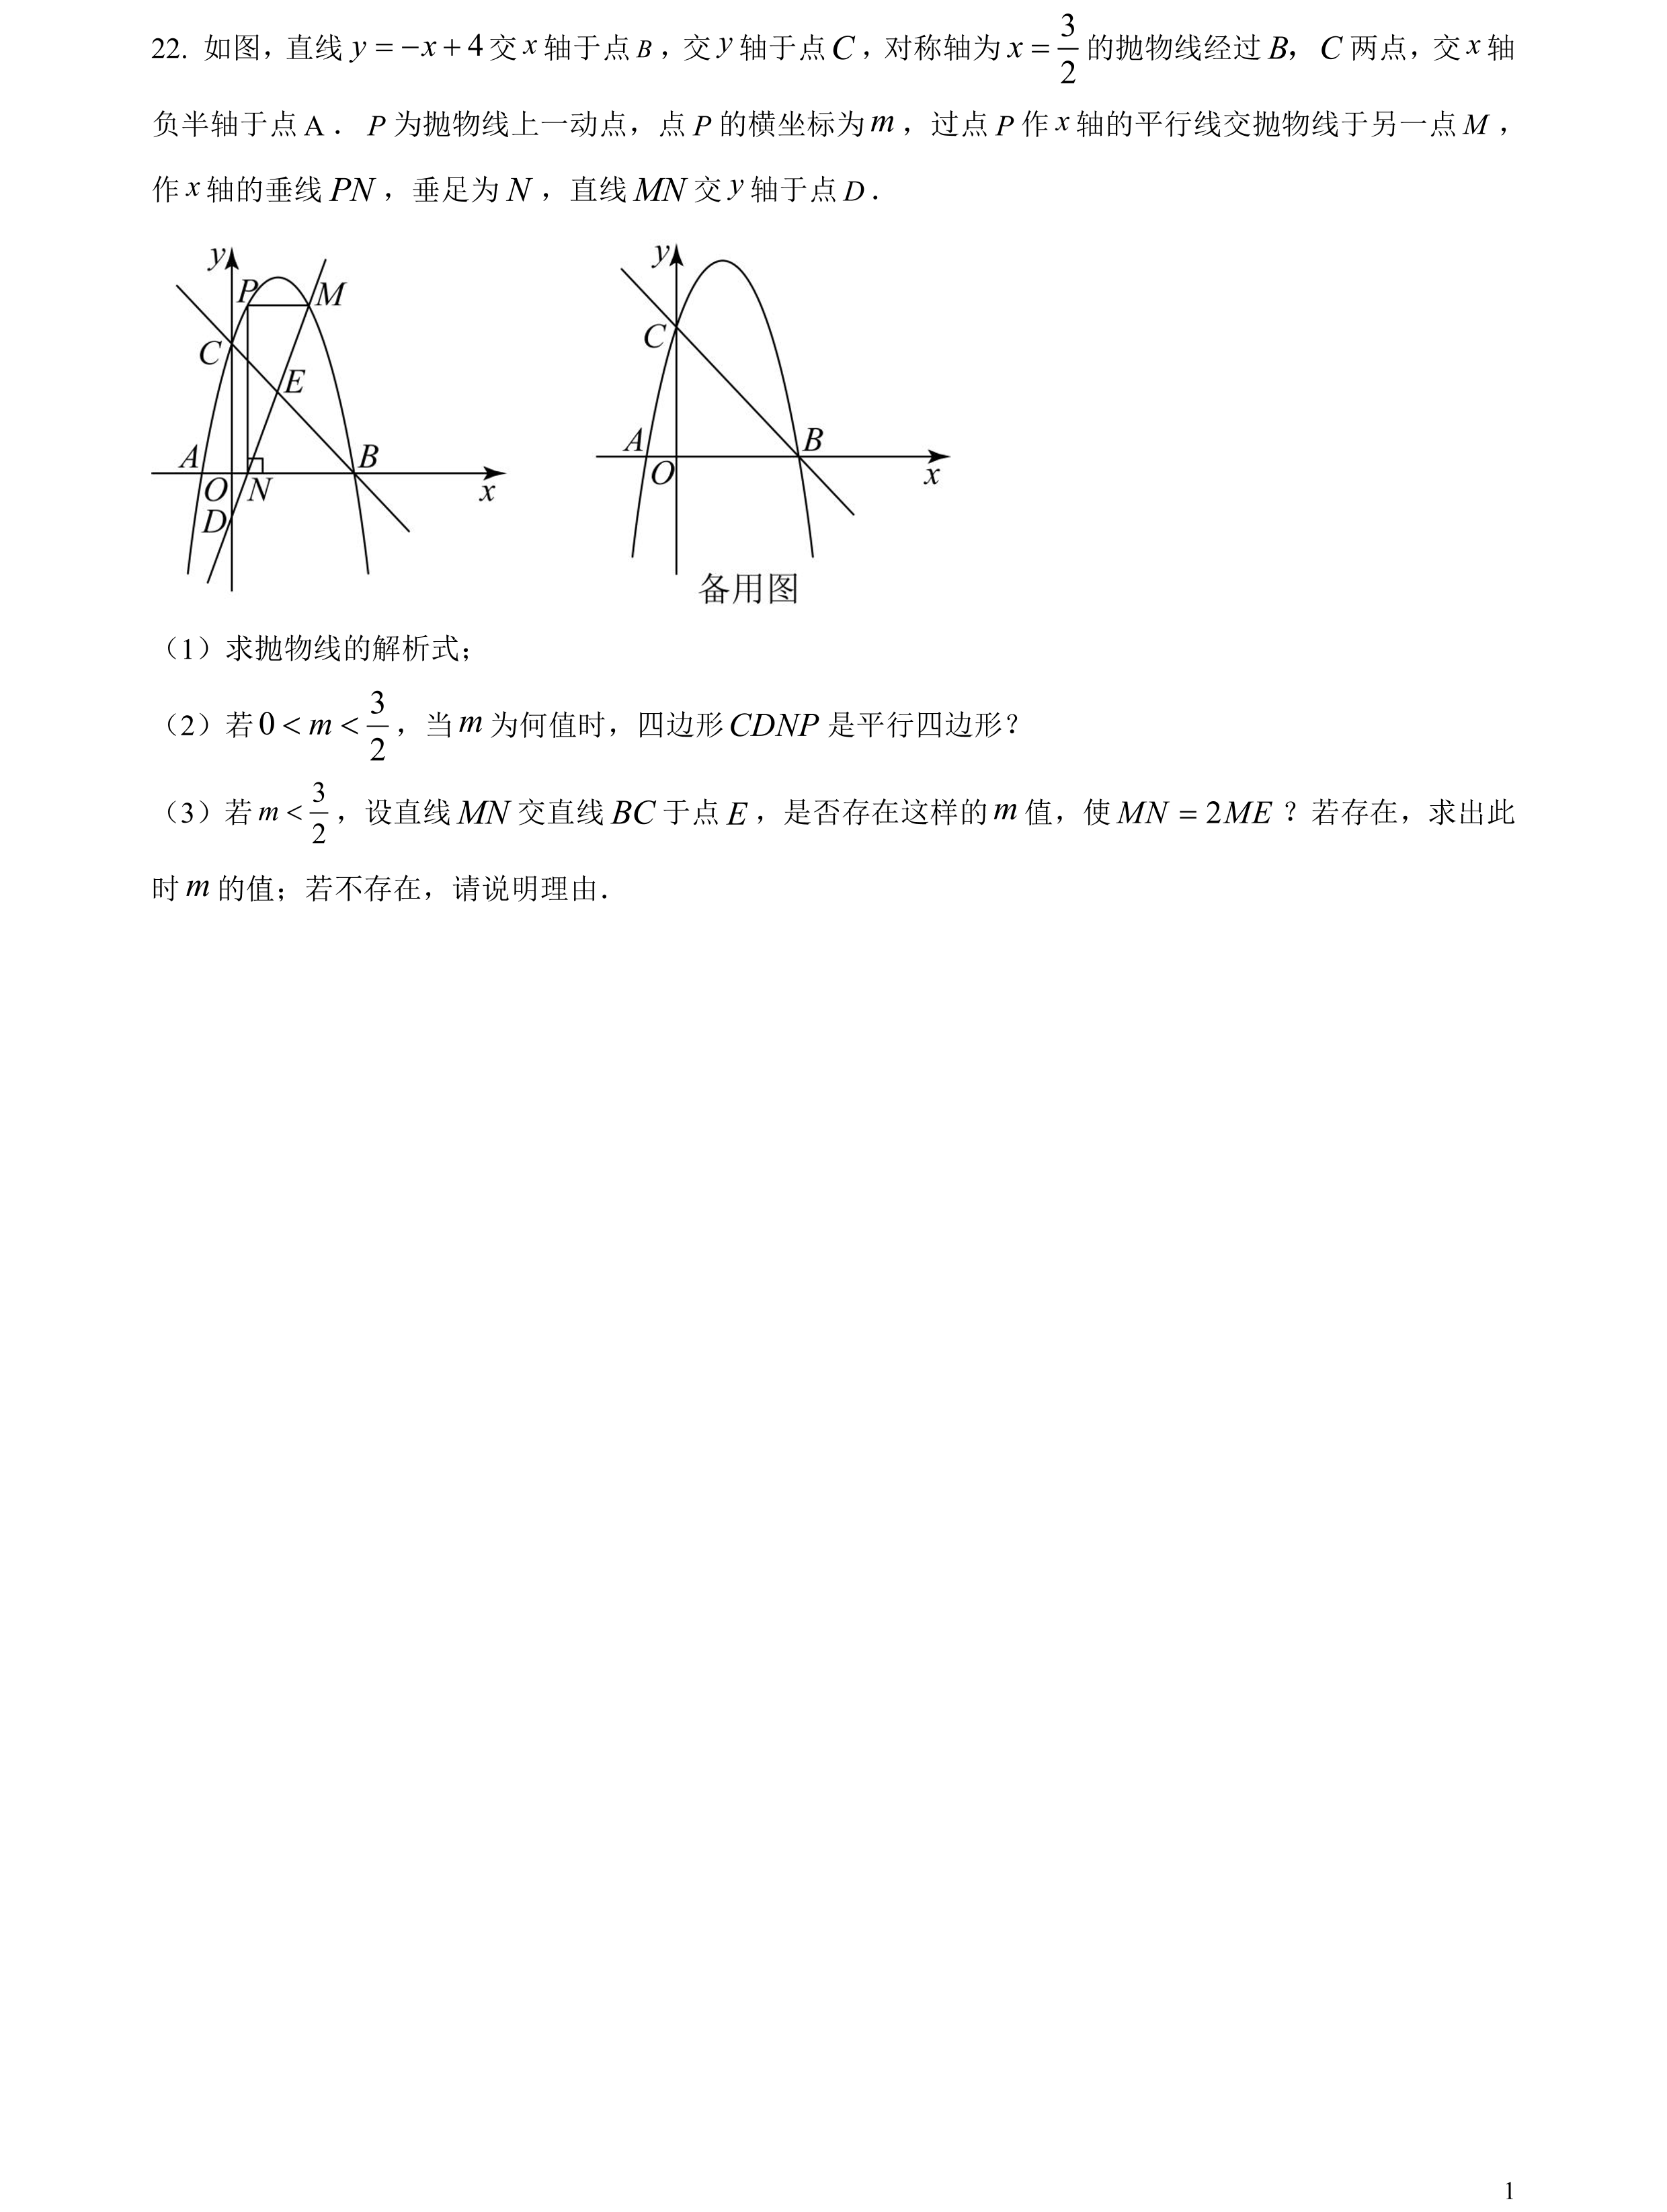 22. 如图，直线 y = −x + 4 交 x 轴于点 B，交 y 轴于点 C，对称轴为 x = 3/2 的抛物线经过 B，C 两点，交 x 轴
负半轴于点 A．P 为抛物线上一动点，点 P 的横坐标为 m，过点 P 作 x 轴的平行线交抛物线于另一点 M，
作 x 轴的垂线 PN，垂足为 N，直线 MN 交 y 轴于点 D．
y
P M
C
E
A B
O N x
D
y
C
A B
O x
备用图
（1）求抛物线的解析式；
（2）若 0 < m < 3/2，当 m 为何值时，四边形 CDNP 是平行四边形？
（3）若 m < 3/2，设直线 MN 交直线 BC 于点 E，是否存在这样的 m 值，使 MN = 2ME？若存在，求出此
时 m 的值；若不存在，请说明理由．
1